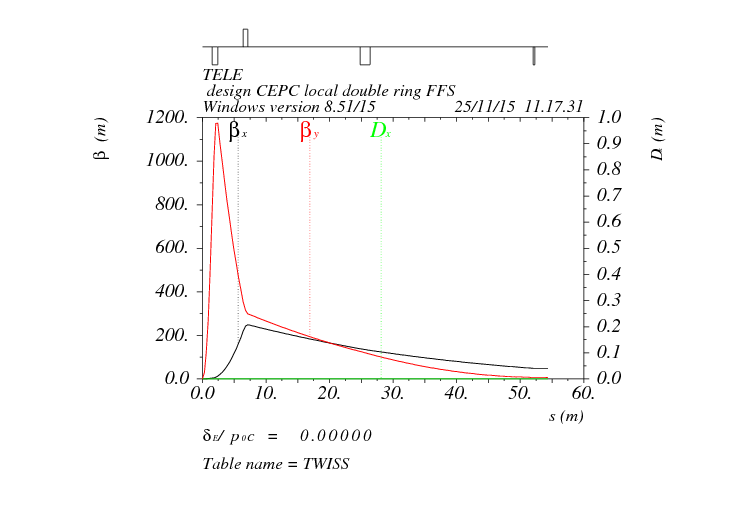 TELE
design CEPC local double ring FFS
Windows version 8.51/15 25/11/15 11.17.31
β (m)
1200.
1000.
800.
600.
400.
200.
0.0
βx βy Dx
1.0
0.9
0.8
0.7
0.6
0.5
0.4
0.3
0.2
0.1
0.0
Dx (m)
0.0 10. 20. 30. 40. 50. 60.
s (m)
δE/ p0c = 0.00000
Table name = TWISS